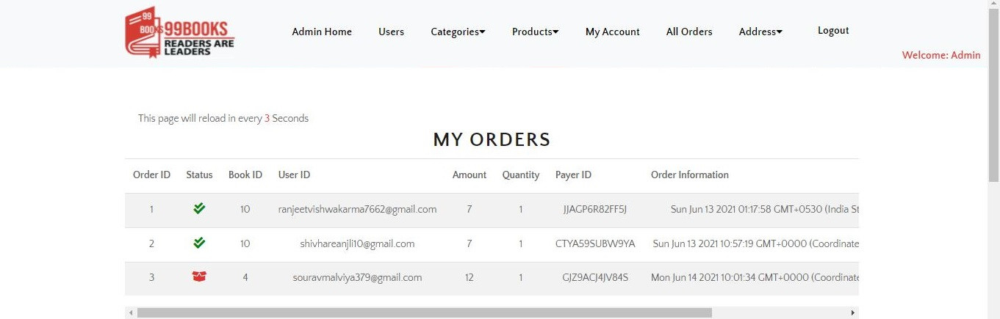 99
BOOKS
99BOOKS
READERS ARE
LEADERS
Admin Home Users Categories Products My Account All Orders Address Logout
Welcome: Admin
This page will reload in every 3 Seconds
MY ORDERS
Order ID Status Book ID User ID Amount Quantity Payer ID Order Information
1 10 ranjeetvishwakarma7662@gmail.com 7 1 JJAGP6R82FF5J Sun Jun 13 2021 01:17:58 GMT+0530 (India St
2 10 shivhareanjli10@gmail.com 7 1 CTYA59SUBW9YA Sun Jun 13 2021 10:57:19 GMT+0000 (Coordinate
3 4 souravmalviya379@gmail.com 12 1 GJZ9ACJ4JV84S Mon Jun 14 2021 10:01:34 GMT+0000 (Coordinate